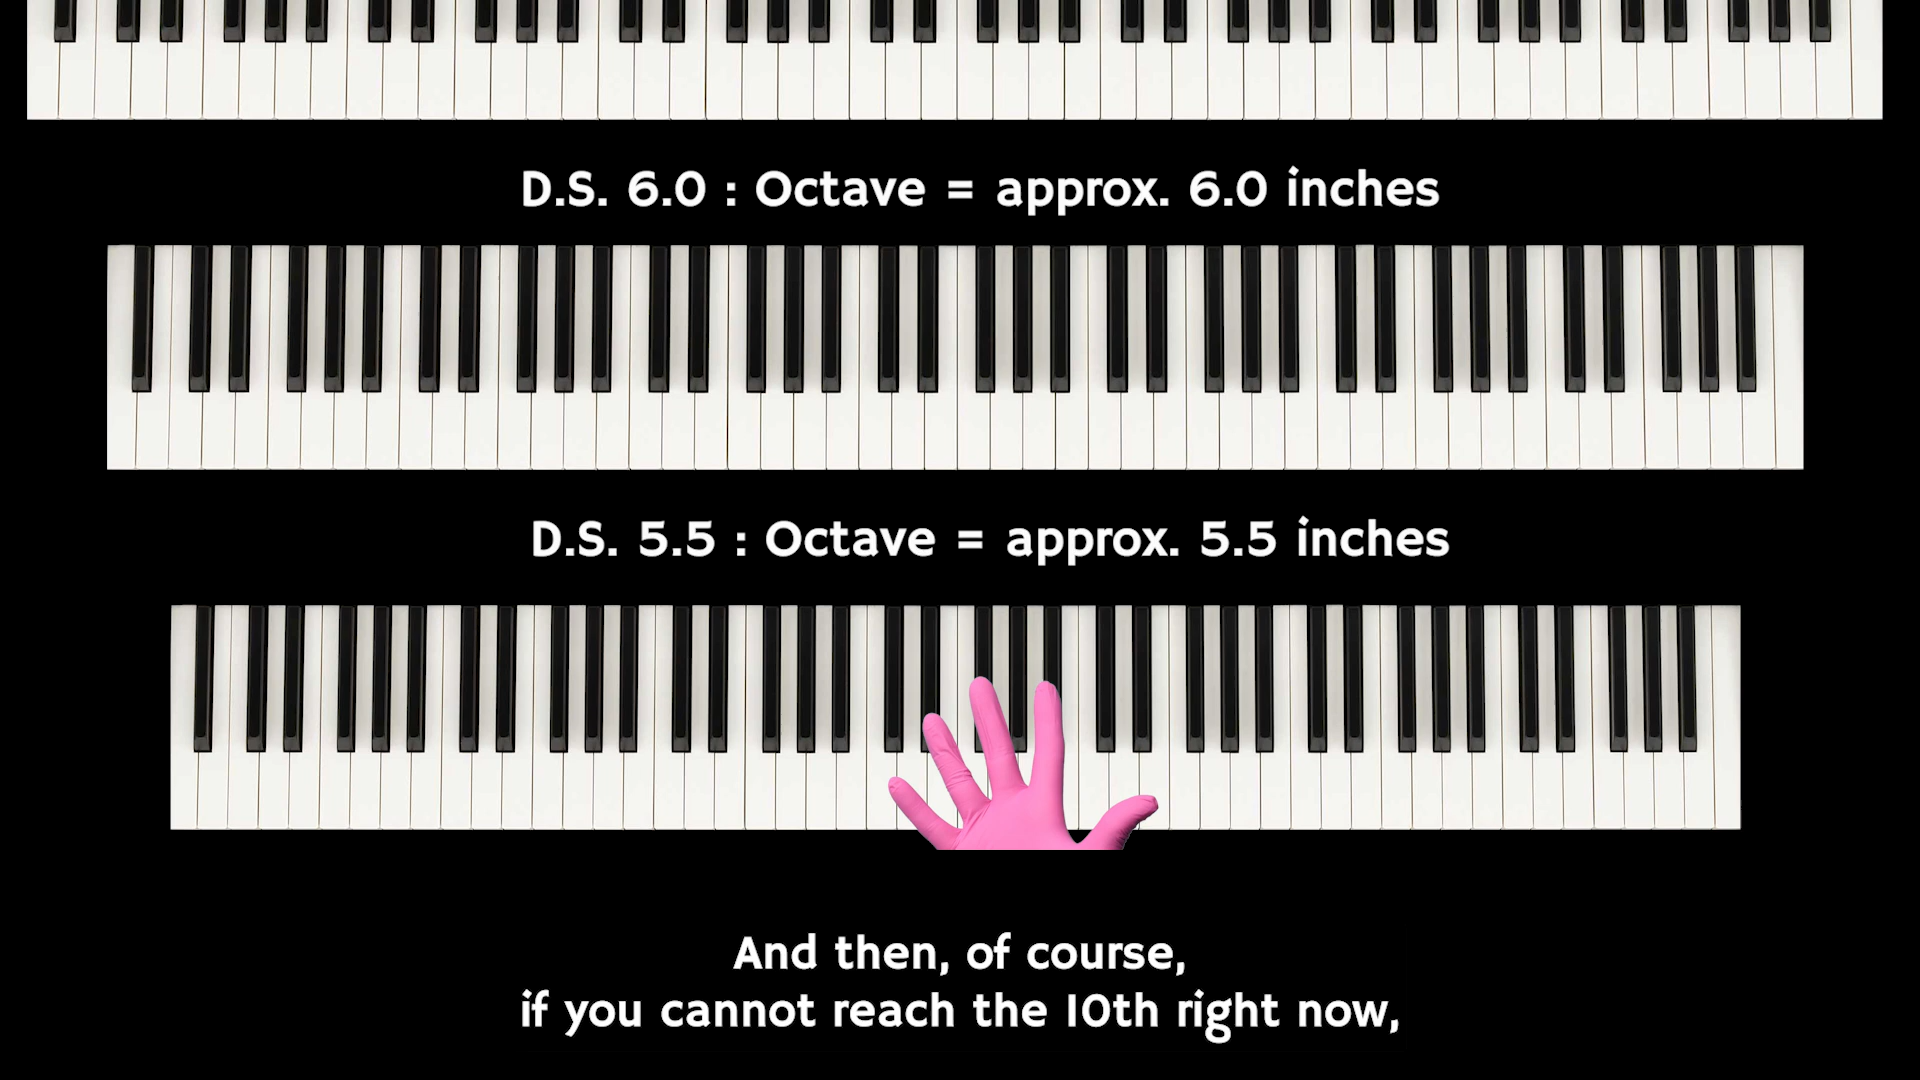 D.S. 6.0 : Octave = approx. 6.0 inches
D.S. 5.5 : Octave = approx. 5.5 inches
And then, of course,
if you cannot reach the 10th right now,